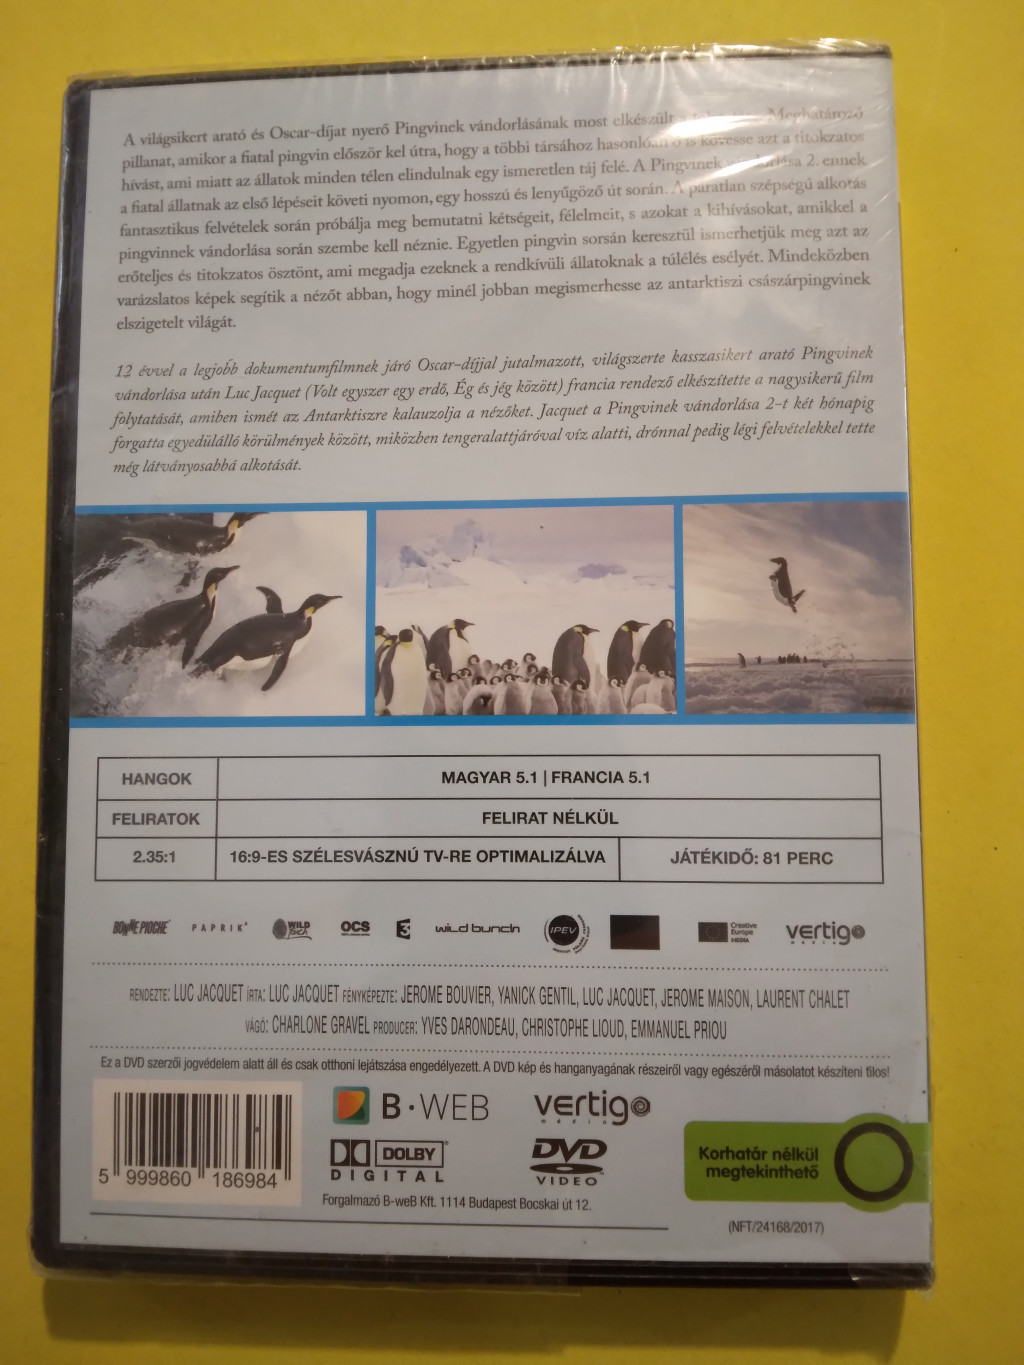 A világsikert arató és Oscar-díjat nyerő Pingvinek vándorlásának most elkészült a Meghatározó
pillanat, amikor a fiatal pingvin először kel útra, hogy a többi társához hasonlóan ő is kövesse azt a titokzatos
hívást, ami miatt az állatok minden télen elindulnak egy ismeretlen táj felé. A Pingvinek vándorlása 2. ennek
a fiatal állatnak az első lépéseit követi nyomon, egy hosszú és lenyűgöző út során. A páratlan szépségű alkotás
fantasztikus felvételek során próbálja meg bemutatni kétségeit, félelmeit, s azokat a kihívásokat, amikkel a
pingvinnek vándorlása során szembe kell néznie. Egyetlen pingvin sorsán keresztül ismerhetjük meg azt az
erőteljes és titokzatos ösztönt, ami megadja ezeknek a rendkívüli állatoknak a túlélés esélyét. Mindeközben
varázslatos képek segítik a nézőt abban, hogy minél jobban megismerhesse az antarktiszi császárpingvinek
elszigetelt világát.
12 évvel a legjobb dokumentumfilmnek járó Oscar-díjjal jutalmazott, világszerte kasszasikert arató Pingvinek
vándorlása után Luc Jacquet (Volt egyszer egy erdő, Ég és jég között) francia rendező elkészítette a nagysikerű film
folytatását, amiben ismét az Antarktiszre kalauzolja a nézőket. Jacquet a Pingvinek vándorlása 2-t két hónapig
forgatta egyedülálló körülmények között, miközben tengeralattjáróval víz alatti, drónnal pedig légi felvételekkel tette
még látványosabbá alkotását.
HANGOK MAGYAR 5.1 | FRANCIA 5.1
FELIRATOK FELIRAT NÉLKÜL
2.35:1 16:9-ES SZÉLESVÁSZNÚ TV-RE OPTIMALIZÁLVA JÁTÉKIDŐ: 81 PERC
BONNE PIOCHE PAPRIKA WILD BUNCH OCS 3 wild bunch IPEV Creative Europe MEDIA vertigo MÉDIA
RENDEZTE: LUC JACQUET ÍRTA: LUC JACQUET FÉNYKÉPEZTE: JEROME BOUVIER, YANICK GENTIL, LUC JACQUET, JEROME MAISON, LAURENT CHALET
VÁGÓ: CHARLONE GRAVEL PRODUCER: YVES DARONDEAU, CHRISTOPHE LIOUD, EMMANUEL PRIOU
Ez a DVD szerzői jogvédelem alatt áll és csak otthoni lejátszása engedélyezett. A DVD kép és hanganyagának részeiről vagy egészéről másolatot készíteni tilos!
B·WEB vertigo média
DOLBY DIGITAL
DVD VIDEO
Korhatár nélkül
megtekinthető
5 999860 186984
Forgalmazó B-weB Kft. 1114 Budapest Bocskai út 12.
(NFT/24168/2017)